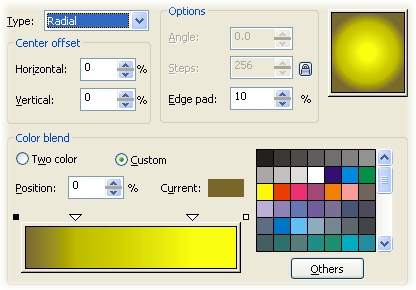 Type: Radial
Options
Center offset
Angle: 0.0
Horizontal: 0 %
Steps: 256
Vertical: 0 %
Edge pad: 10 %
Color blend
Two color Custom
Position: 0 % Current:
Others